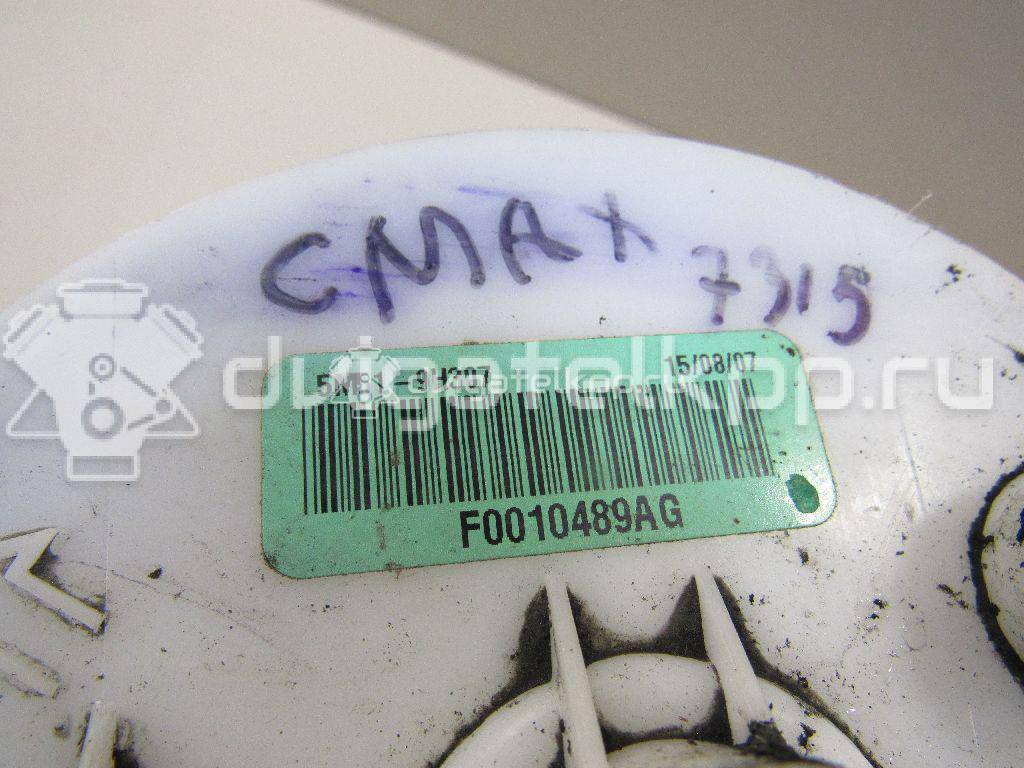 CMAX 7315
15/08/07
F0010489AG
dvigatelkpp.ru